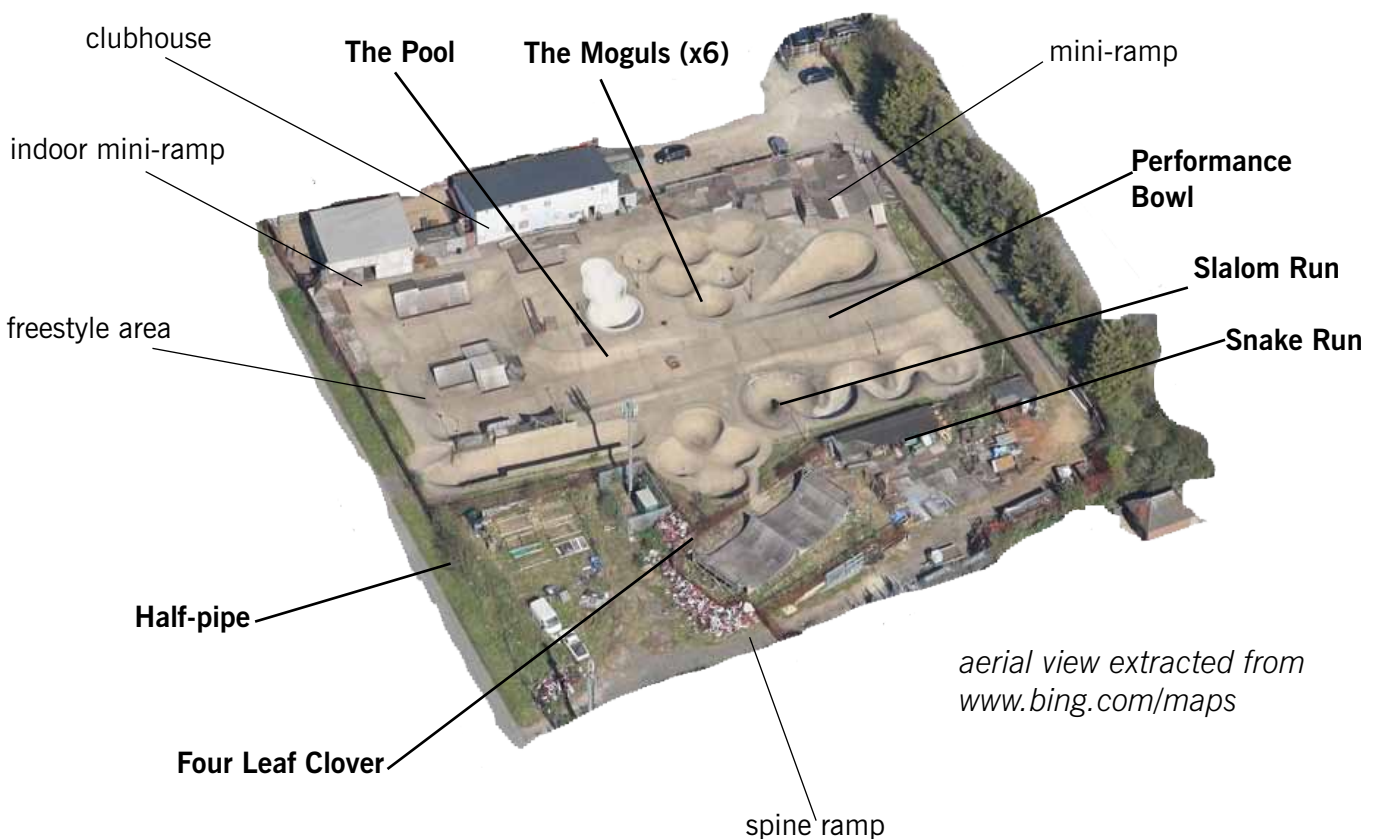 clubhouse
The Pool
The Moguls (x6)
mini-ramp
indoor mini-ramp
Performance
Bowl
Slalom Run
freestyle area
Snake Run
Half-pipe
aerial view extracted from
www.bing.com/maps
Four Leaf Clover
spine ramp